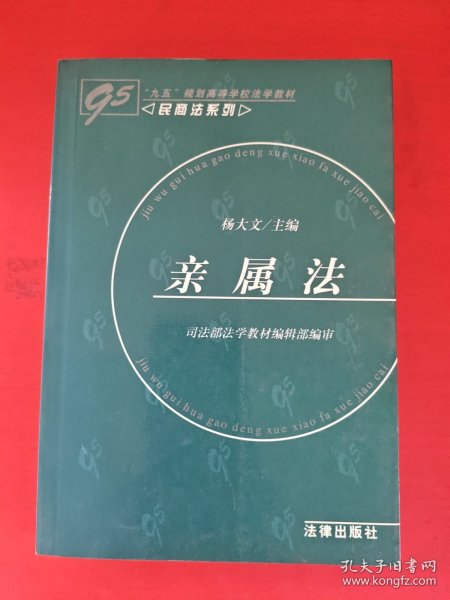 95
“九五”规划高等学校法学教材
<民商法系列>
jiu wu gui hua gao deng xue xiao fa xue jiao cai
杨大文/主编
亲属法
司法部法学教材编辑部编审
jiu wu gui hua gao deng xue xiao fa xue jiao cai
法律出版社
孔夫子旧书网
www.kongfz.com